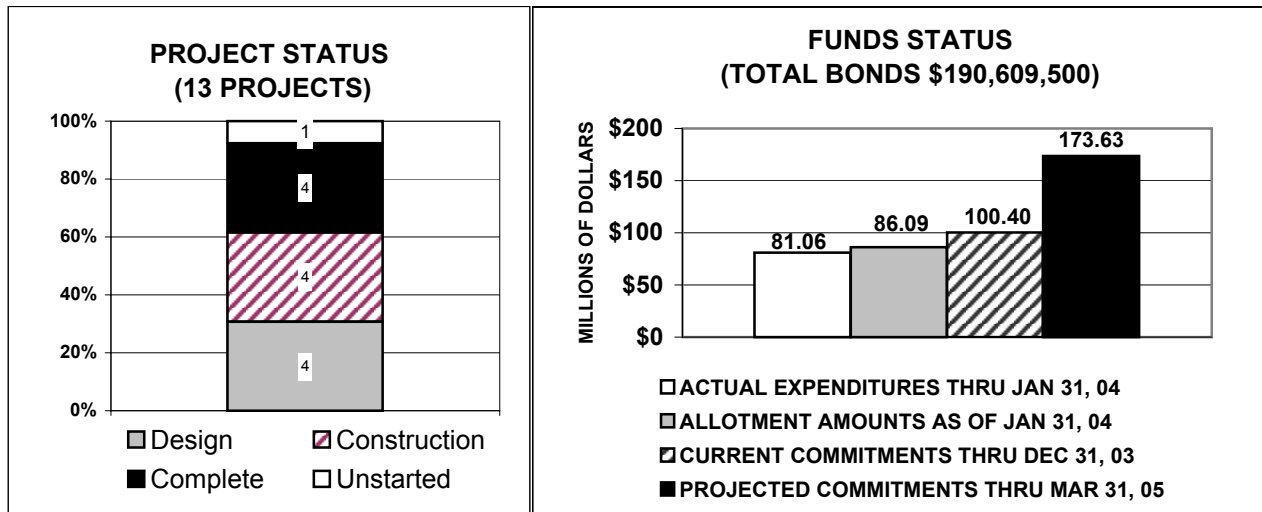 PROJECT STATUS
(13 PROJECTS)
100%
80%
60%
40%
20%
0%
1
4
4
4
Design
Construction
Complete
Unstarted
FUNDS STATUS
(TOTAL BONDS $190,609,500)
MILLIONS OF DOLLARS
$200
$150
$100
$50
$0
81.06
86.09
100.40
173.63
ACTUAL EXPENDITURES THRU JAN 31, 04
ALLOTMENT AMOUNTS AS OF JAN 31, 04
CURRENT COMMITMENTS THRU DEC 31, 03
PROJECTED COMMITMENTS THRU MAR 31, 05